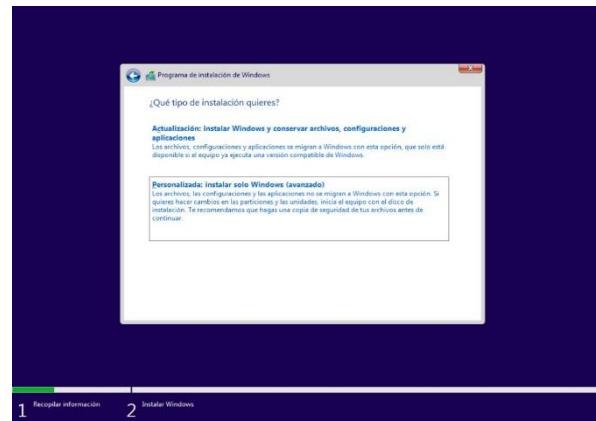 Programa de instalación de Windows
¿Qué tipo de instalación quieres?
Actualización: instalar Windows y conservar archivos, configuraciones y
aplicaciones
Los archivos, configuraciones y aplicaciones se migran a Windows con esta opción, que solo está
disponible si el equipo ya ejecuta una versión compatible de Windows.
Personalizada: instalar solo Windows (avanzado)
Los archivos, las configuraciones y las aplicaciones no se migran a Windows con esta opción. Si
quieres hacer cambios en las particiones y las unidades, inicia el equipo con el disco de
instalación. Te recomendamos que hagas una copia de seguridad de tus archivos antes de
continuar.
1 Recopilar información
2 Instalar Windows